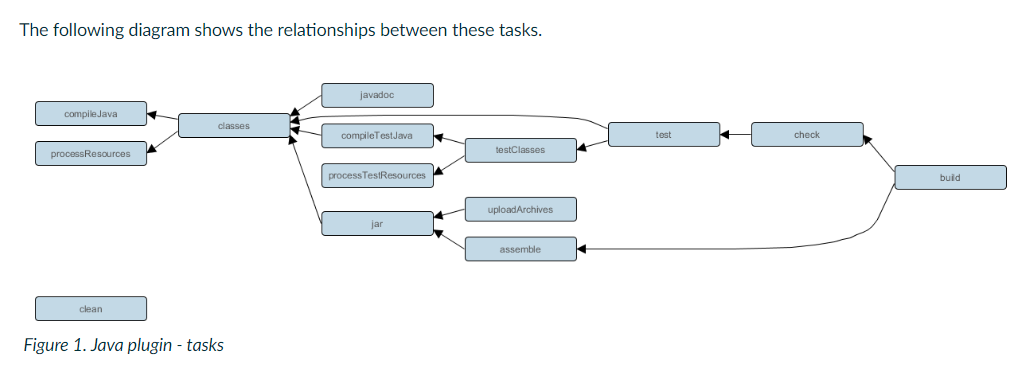 The following diagram shows the relationships between these tasks.
javadoc
compileJava
classes
compileTestJava
test
check
processResources
testClasses
processTestResources
build
uploadArchives
jar
assemble
clean
Figure 1. Java plugin - tasks